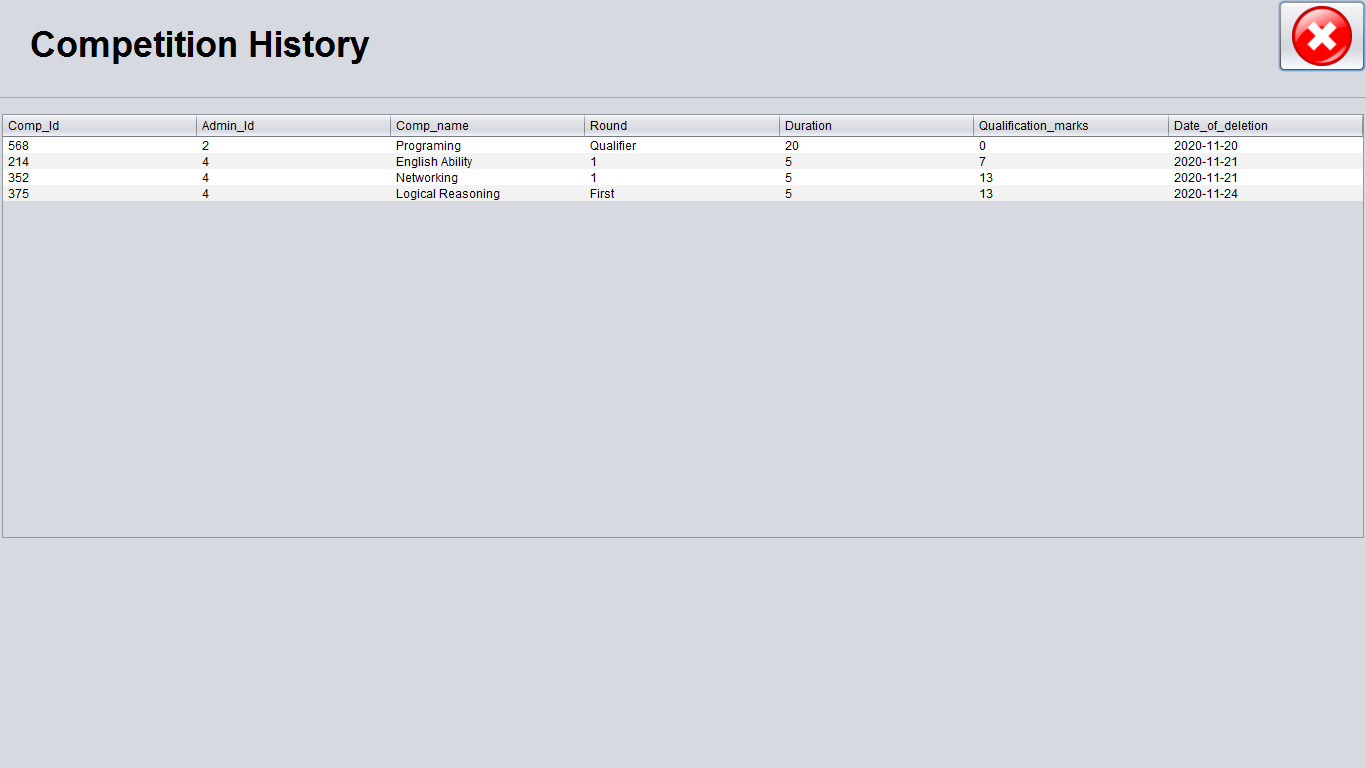 Competition History
Comp_Id Admin_Id Comp_name Round Duration Qualification_marks Date_of_deletion
568 2 Programing Qualifier 20 0 2020-11-20
214 4 English Ability 1 5 7 2020-11-21
352 4 Networking 1 5 13 2020-11-21
375 4 Logical Reasoning First 5 13 2020-11-24